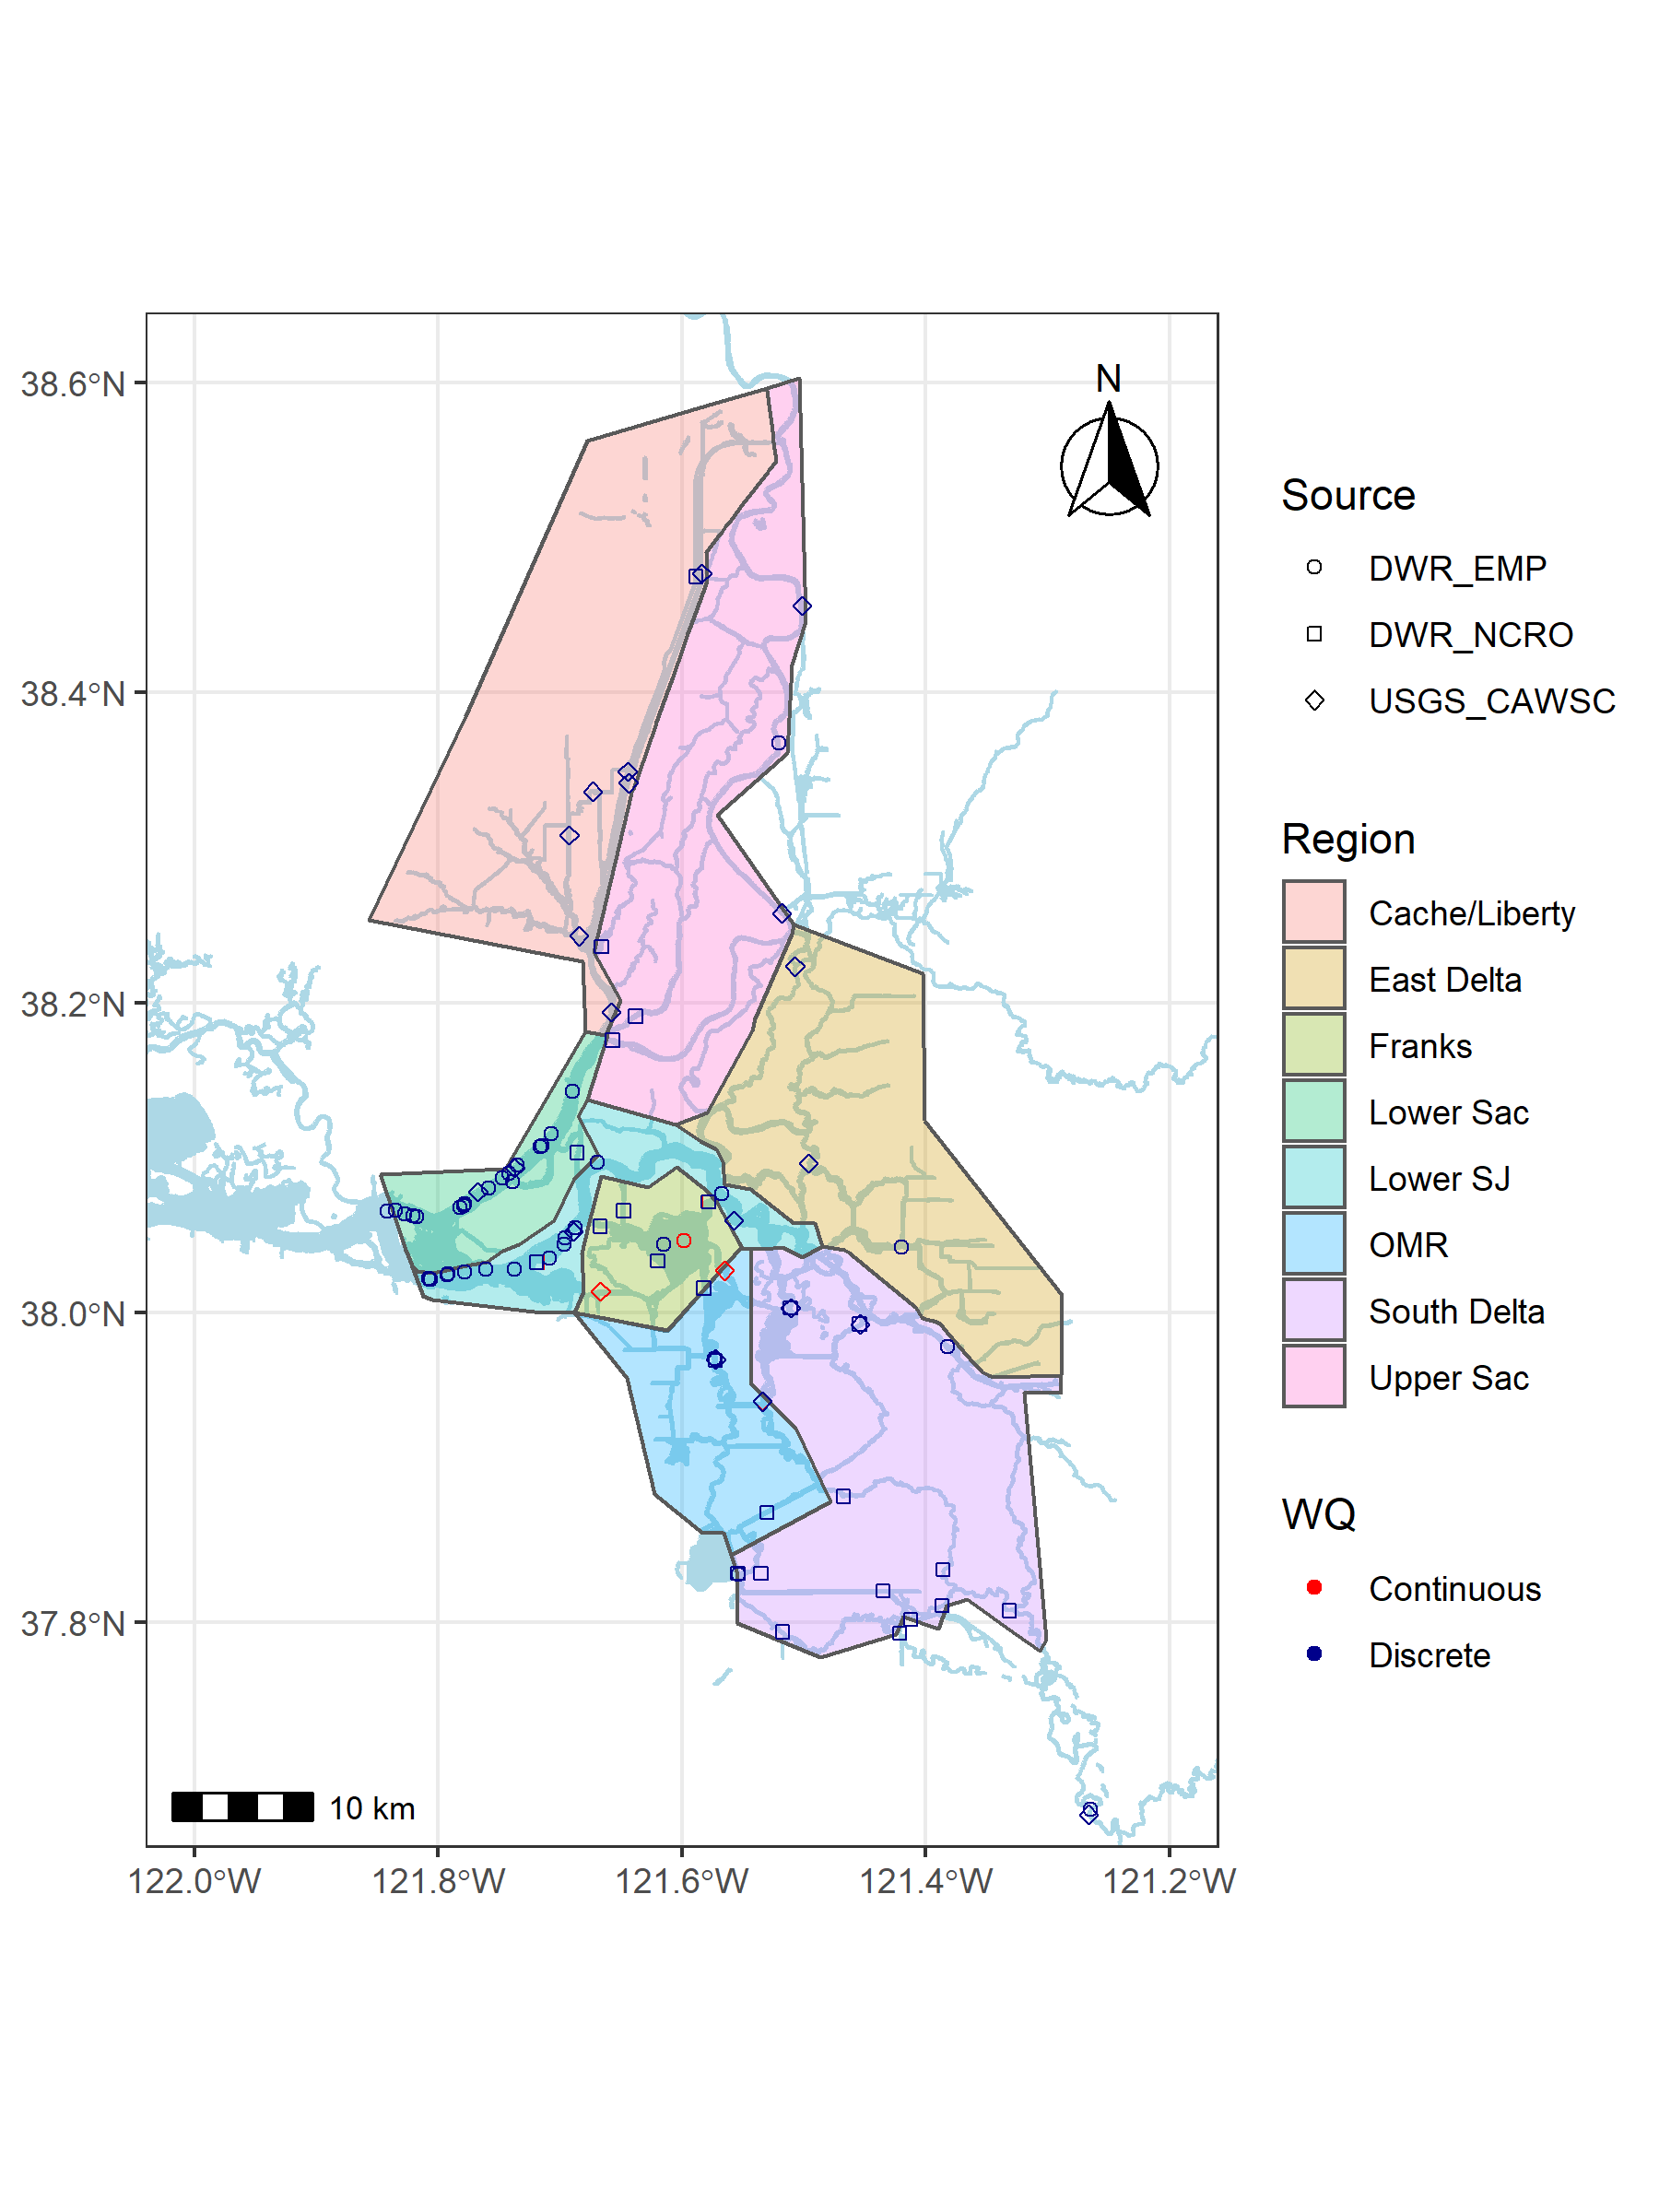 38.6°N
38.4°N
38.2°N
38.0°N
37.8°N
122.0°W
121.8°W
121.6°W
121.4°W
121.2°W
N
10 km
Source
DWR_EMP
DWR_NCRO
USGS_CAWSC
Region
Cache/Liberty
East Delta
Franks
Lower Sac
Lower SJ
OMR
South Delta
Upper Sac
WQ
Continuous
Discrete